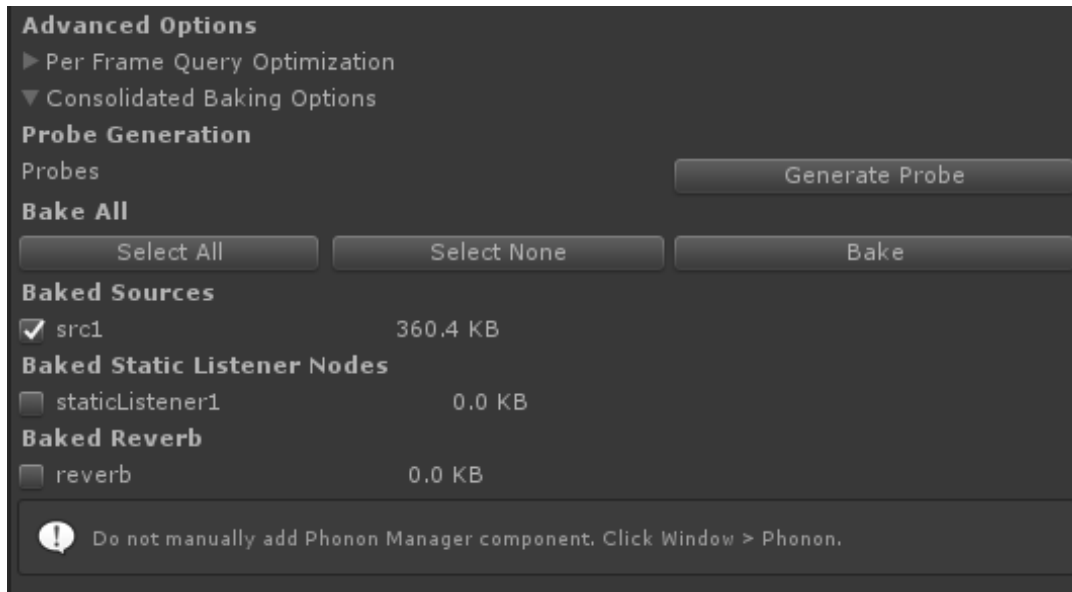 Advanced Options
Per Frame Query Optimization
Consolidated Baking Options
Probe Generation
Probes Generate Probe
Bake All
Select All Select None Bake
Baked Sources
src1 360.4 KB
Baked Static Listener Nodes
staticListener1 0.0 KB
Baked Reverb
reverb 0.0 KB
Do not manually add Phonon Manager component. Click Window > Phonon.